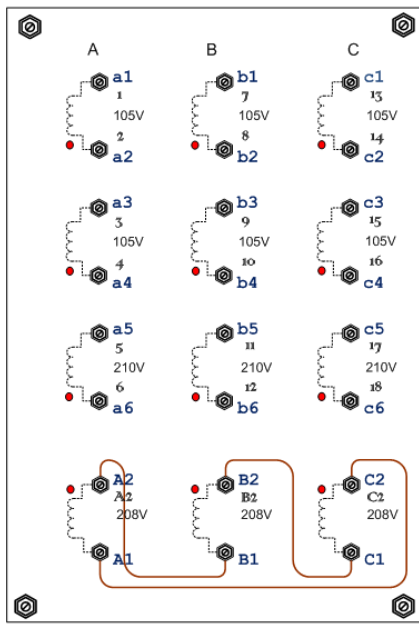 A B C
a1 b1 c1
1 7 13
105V 105V 105V
2 8 14
a2 b2 c2
a3 b3 c3
3 9 15
105V 105V 105V
4 10 16
a4 b4 c4
a5 b5 c5
5 11 17
210V 210V 210V
6 12 18
a6 b6 c6
A2 B2 C2
A2 B2 C2
208V 208V 208V
A1 B1 C1